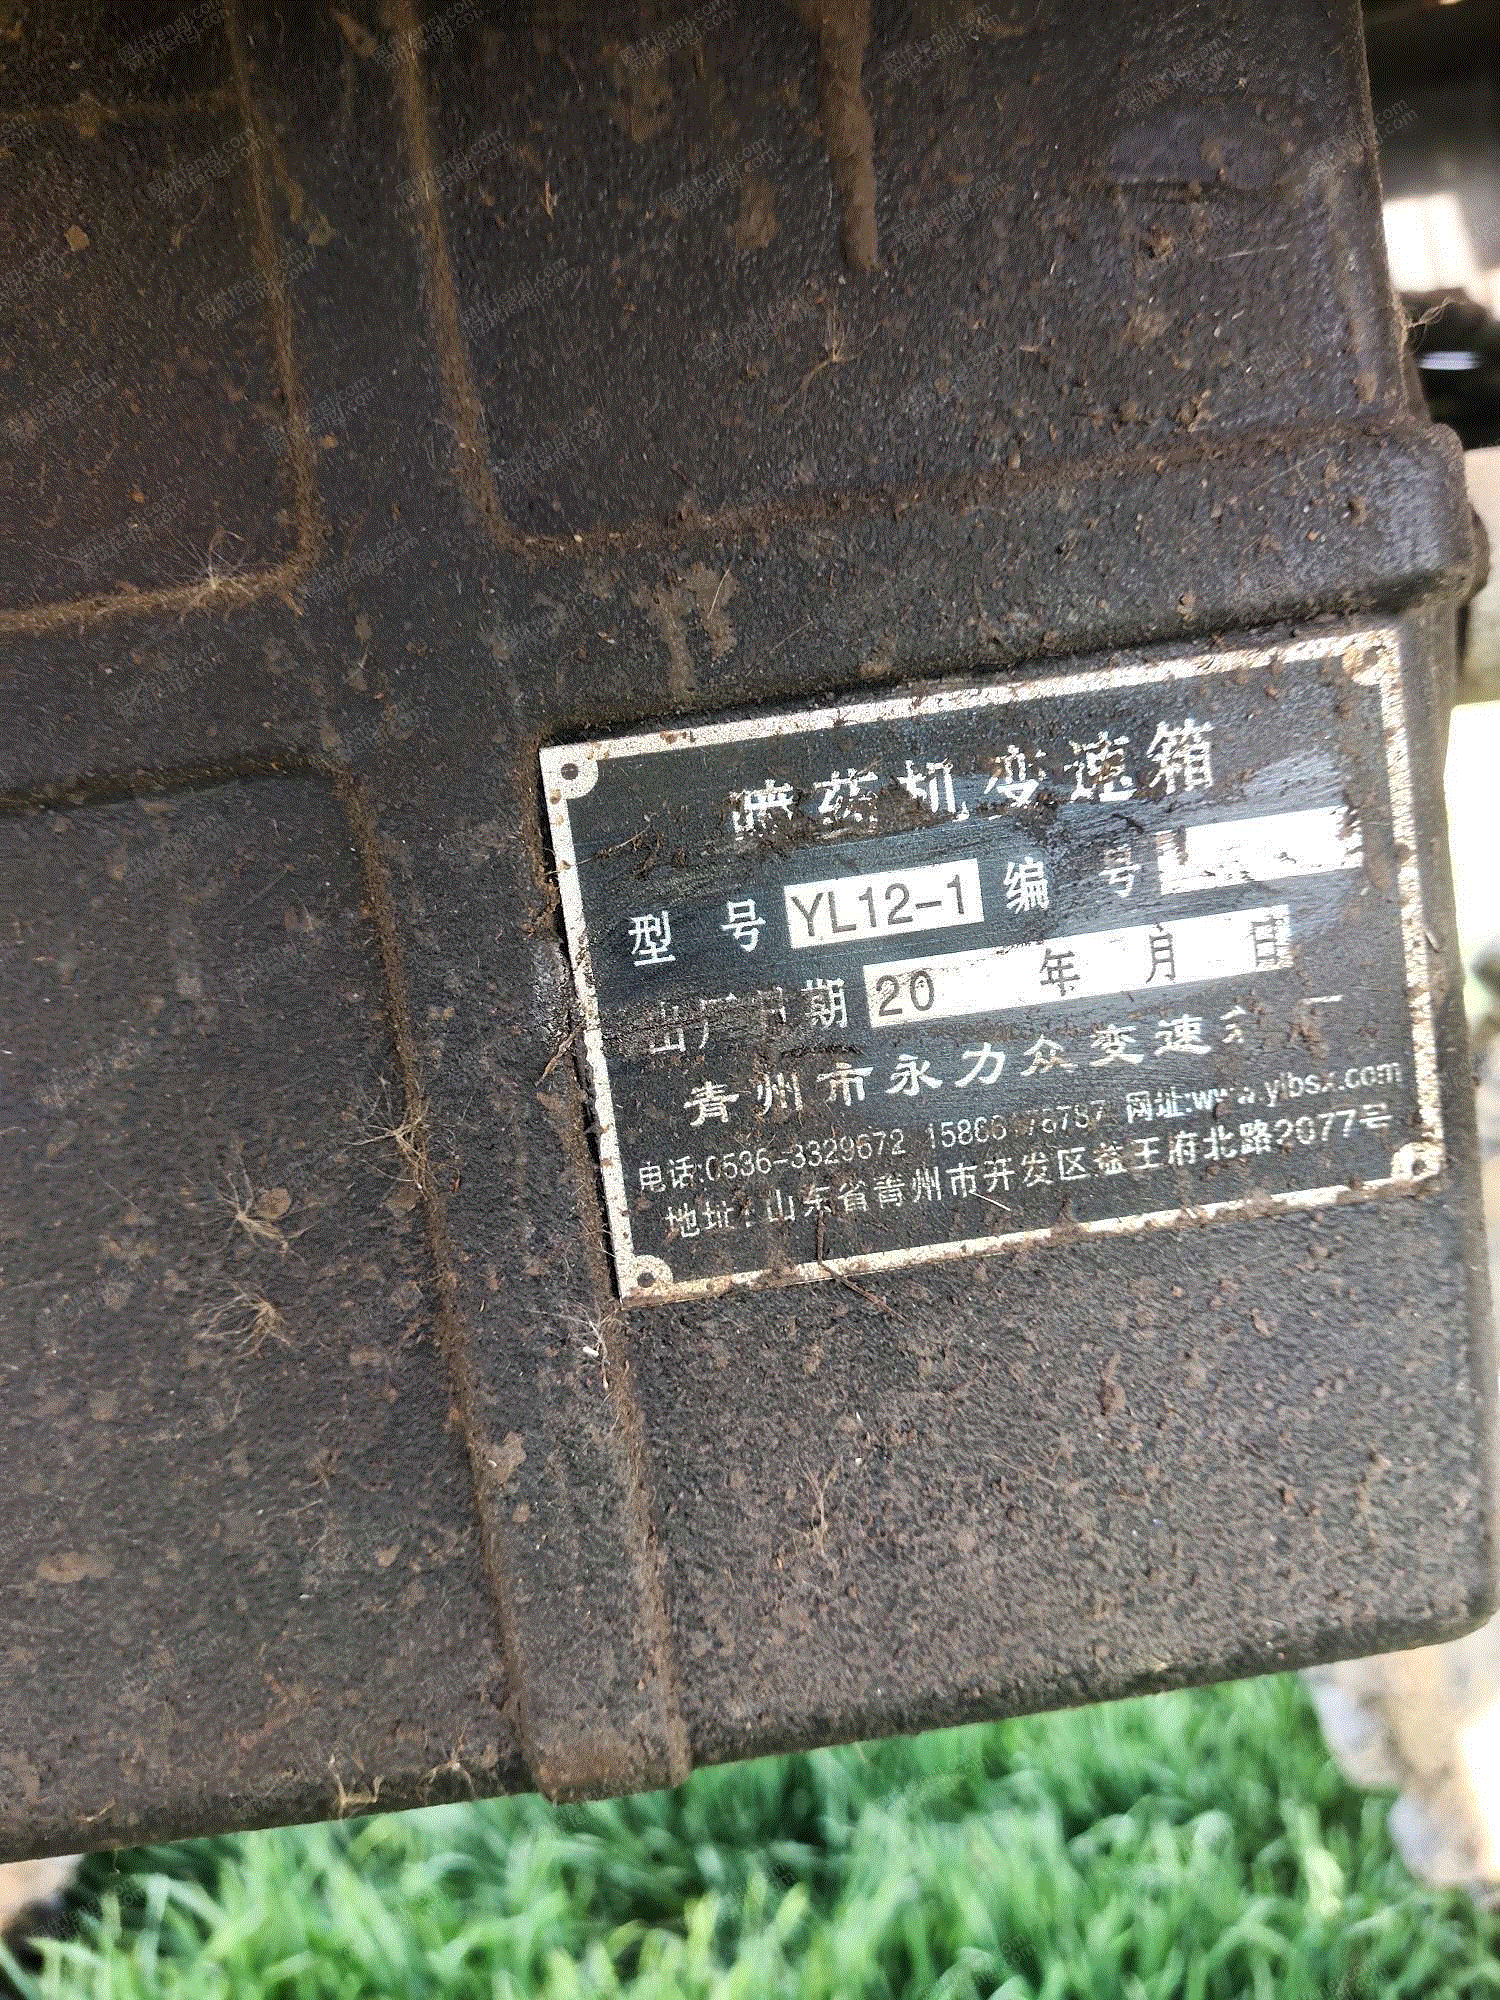 喷药机变速箱
型 号 YL12-1 编 号
出厂日期 20 年 月 日
青州市永力众变速
电话:0536-3329672 网址:www.ylbsx.com
地址:山东省青州市开发区益王府北路2077号